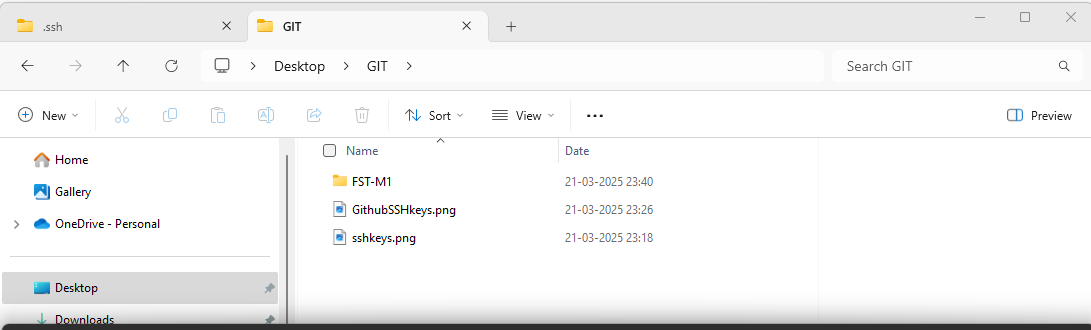 .ssh
GIT
Desktop
GIT
Search GIT
New
Sort
View
Preview
Home
Gallery
OneDrive - Personal
Desktop
Downloads
Name
Date
FST-M1
21-03-2025 23:40
GithubSSHkeys.png
21-03-2025 23:26
sshkeys.png
21-03-2025 23:18